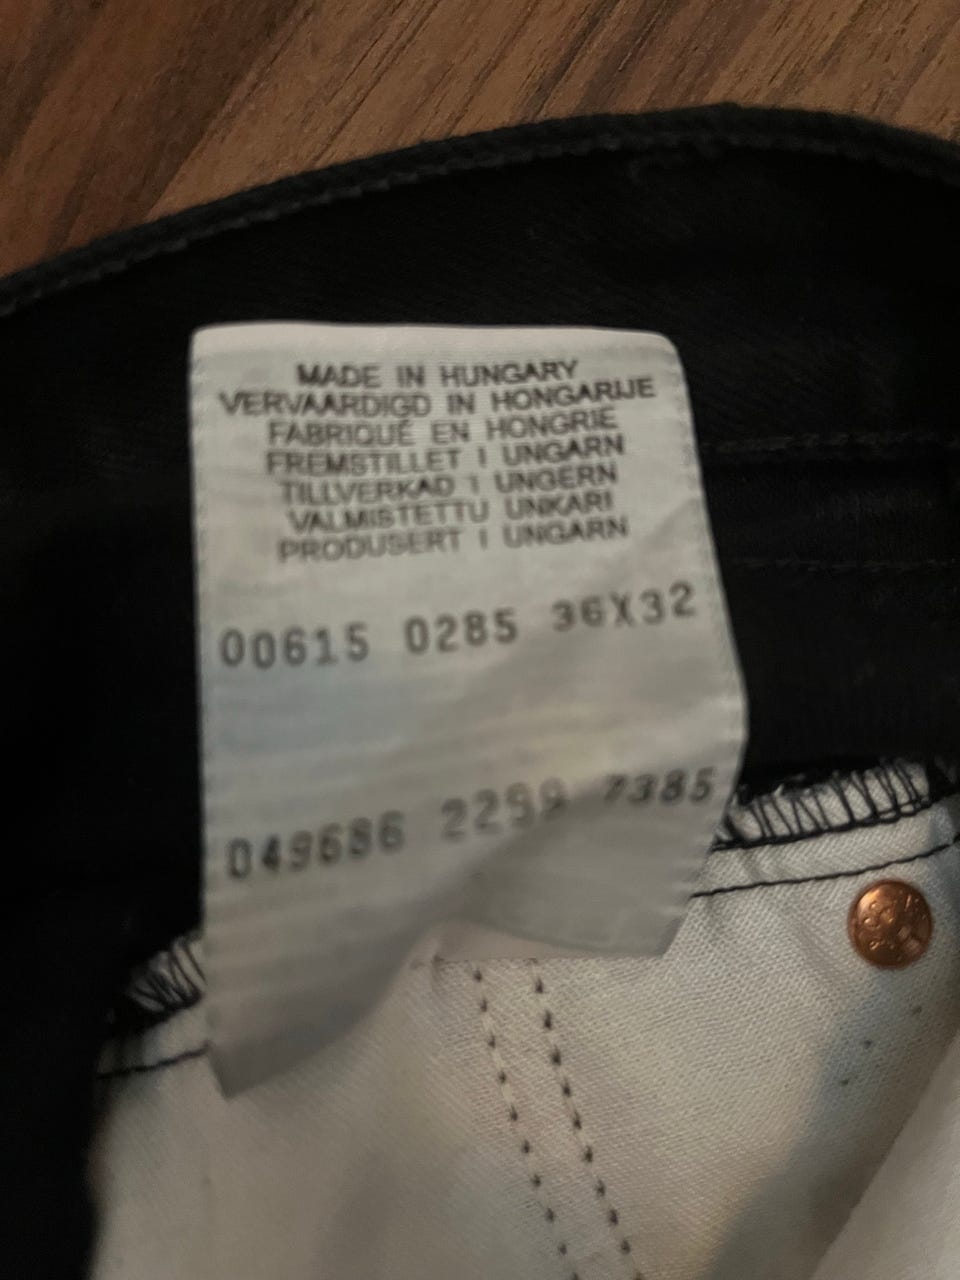 MADE IN HUNGARY
VERVAARDIGD IN HONGARIJE
FABRIQUÉ EN HONGRIE
FREMSTILLET I UNGARN
TILLVERKAD I UNGERN
VALMISTETTU UNKARI
PRODUSERT I UNGARN
00615 0285 36X32
049686 2299 7385